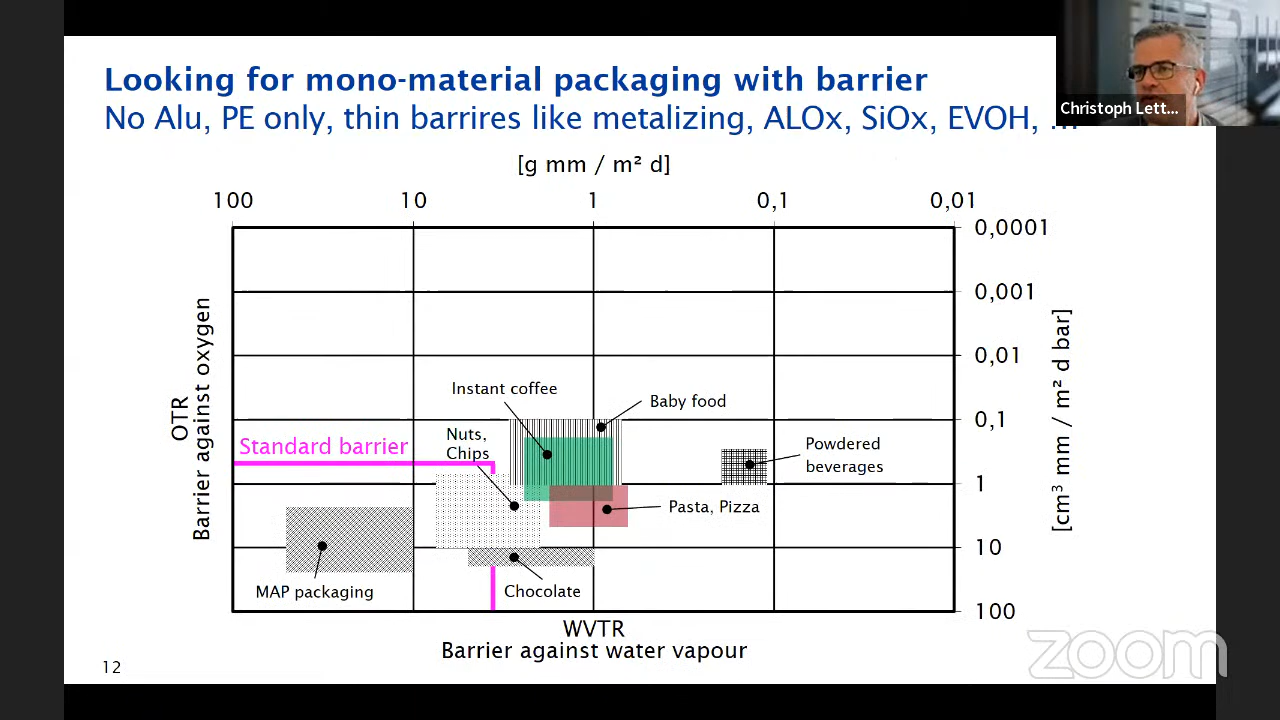 Looking for mono-material packaging with barrier
No Alu, PE only, thin barrires like metalizing, ALOx, SiOx, EVOH, ...
Christoph Lett...
[g mm / m² d]
100
10
1
0,1
0,01
0,0001
0,001
0,01
0,1
1
10
100
OTR
Barrier against oxygen
[cm³ mm / m² d bar]
Standard barrier
Instant coffee
Baby food
Nuts,
Chips
Powdered
beverages
Pasta, Pizza
MAP packaging
Chocolate
WVTR
Barrier against water vapour
12
zoom